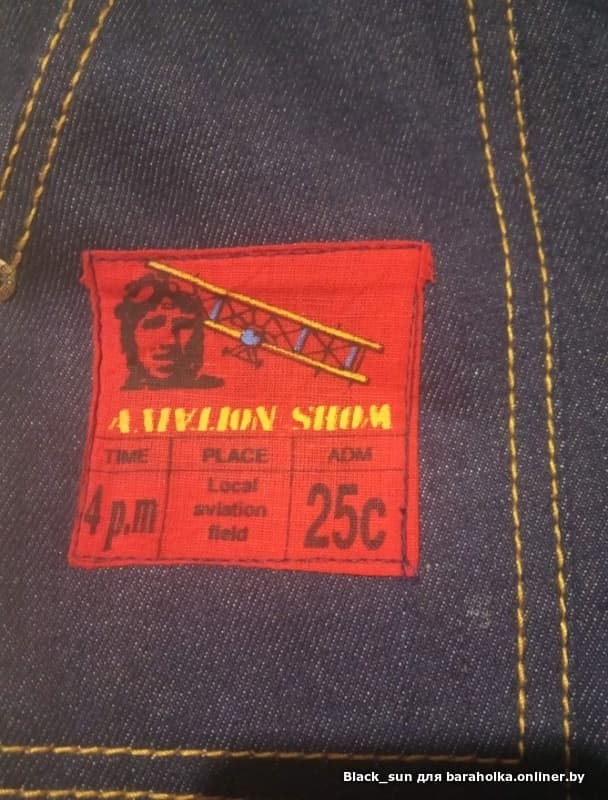 AVIATION SHOW
TIME PLACE ADM
4 p.m Local aviation field 25c
Black_sun для baraholka.onliner.by